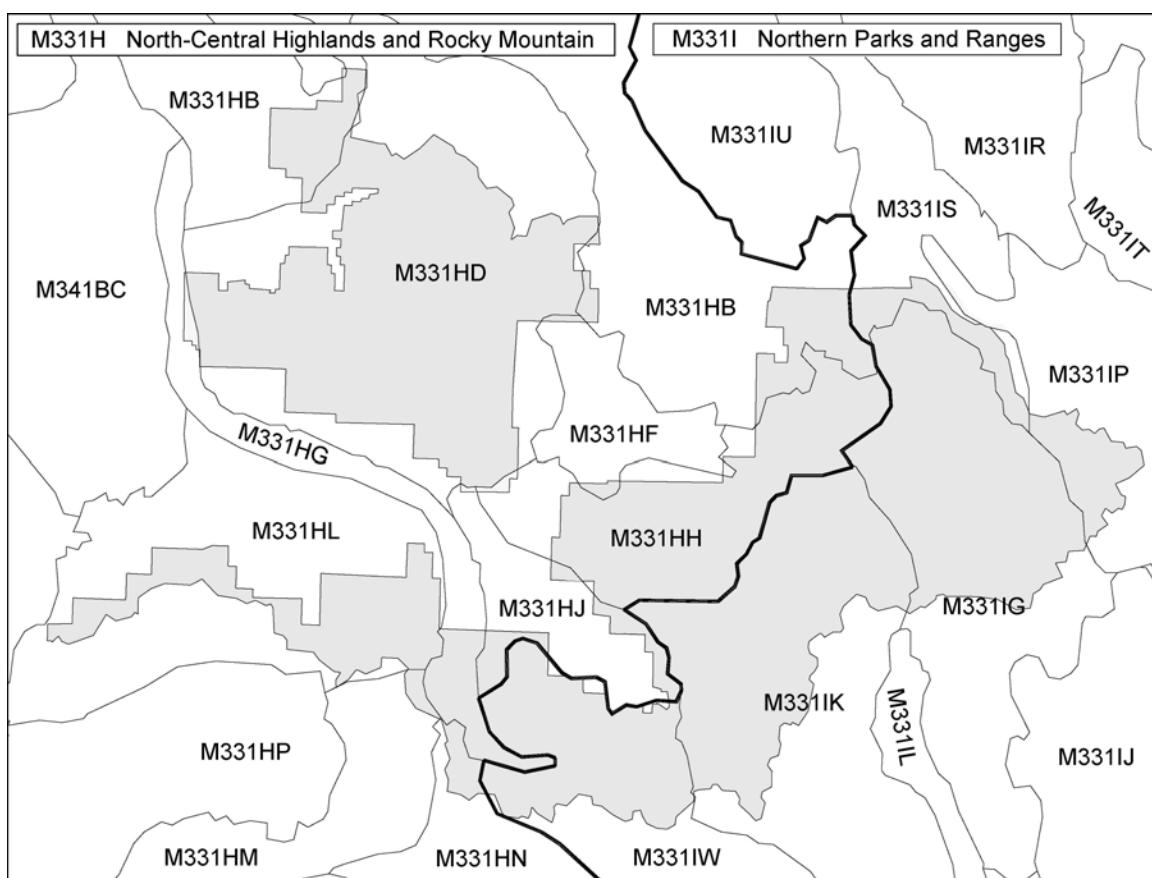 M331H North-Central Highlands and Rocky Mountain
M331I Northern Parks and Ranges
M331HB
M331IU
M331IR
M331IS
M331IT
M341BC
M331HD
M331HB
M331IP
M331HG
M331HF
M331HL
M331HH
M331HJ
M331IG
M331IK
M331IL
M331HP
M331IJ
M331HM
M331HN
M331IW